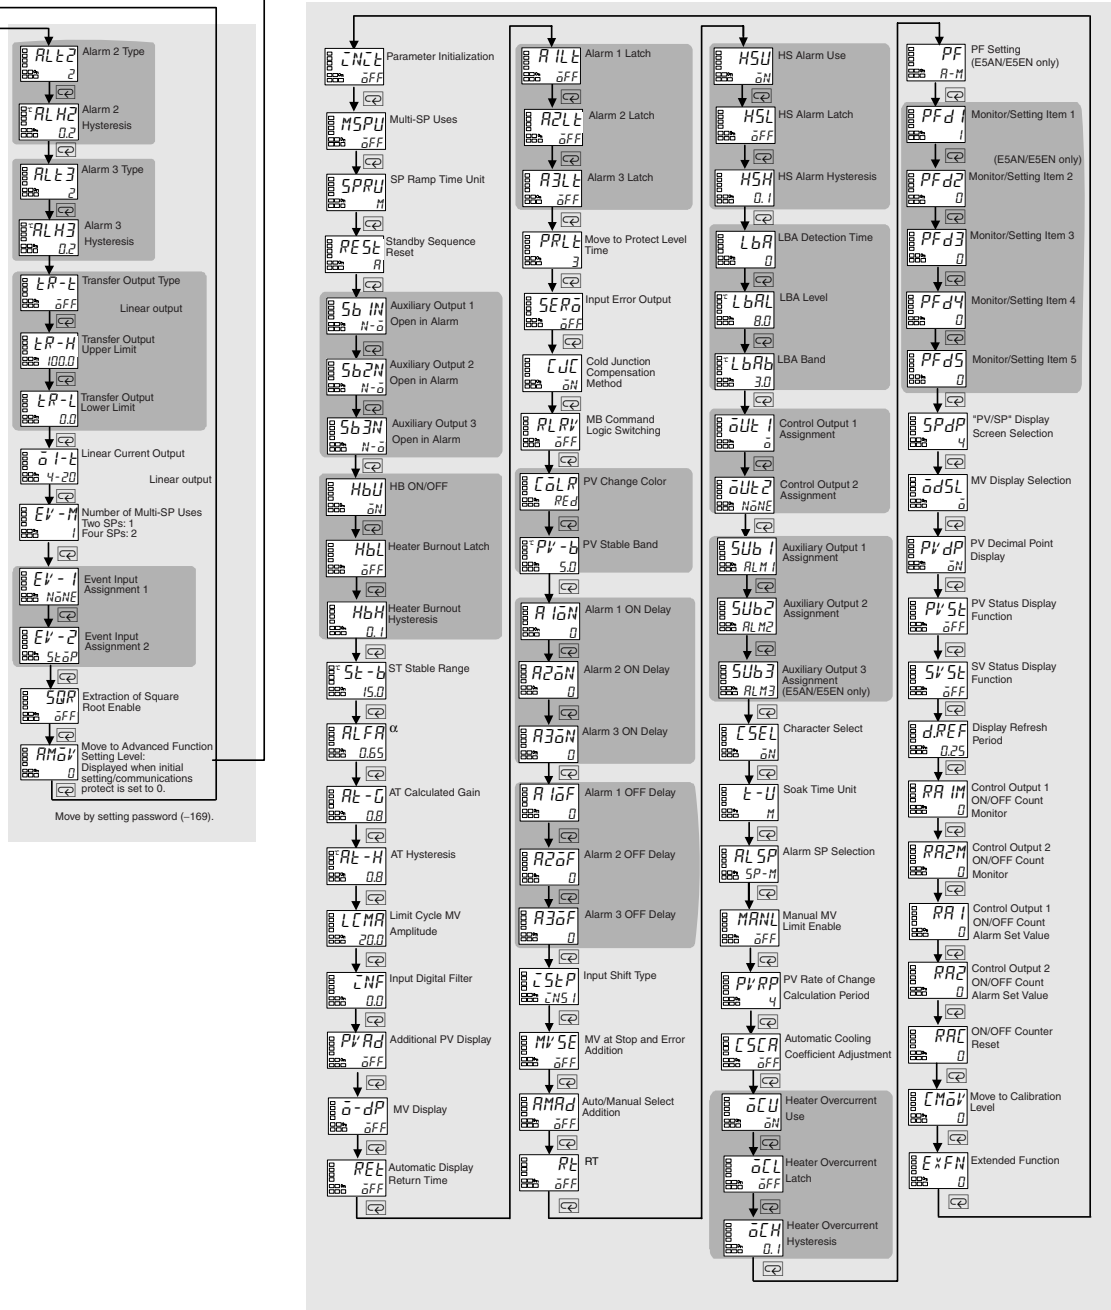 ALt2
2
Alarm 2 Type
ALH2
0.2
Alarm 2
Hysteresis
ALt3
2
Alarm 3 Type
ALH3
0.2
Alarm 3
Hysteresis
tR-t
oFF
Transfer Output Type
Linear output
tR-H
100.0
Transfer Output
Upper Limit
tR-L
0.0
Transfer Output
Lower Limit
o1-t
4-20
Linear Current Output
Linear output
EV-M
1
Number of Multi-SP Uses
Two SPs: 1
Four SPs: 2
EV-1
NoNE
Event Input
Assignment 1
EV-2
StoP
Event Input
Assignment 2
SQR
oFF
Extraction of Square
Root Enable
AMoV
0
Move to Advanced Function
Setting Level:
Displayed when initial
setting/communications
protect is set to 0.
Move by setting password (−169).
iNit
oFF
Parameter Initialization
MSPU
oFF
Multi-SP Uses
SPRU
M
SP Ramp Time Unit
RESt
A
Standby Sequence
Reset
Sb1N
N-o
Auxiliary Output 1
Open in Alarm
Sb2N
N-o
Auxiliary Output 2
Open in Alarm
Sb3N
N-o
Auxiliary Output 3
Open in Alarm
HbU
oN
HB ON/OFF
HbL
oFF
Heater Burnout Latch
HbH
0.1
Heater Burnout
Hysteresis
St-b
15.0
ST Stable Range
ALFA
0.65
α
At-G
0.8
AT Calculated Gain
At-H
0.8
AT Hysteresis
LCMA
20.0
Limit Cycle MV
Amplitude
iNF
0.0
Input Digital Filter
PVAd
oFF
Additional PV Display
o-dP
oFF
MV Display
REt
oFF
Automatic Display
Return Time
A1Lt
oFF
Alarm 1 Latch
A2Lt
oFF
Alarm 2 Latch
A3Lt
oFF
Alarm 3 Latch
PRLt
3
Move to Protect Level
Time
SERo
oFF
Input Error Output
CJC
oN
Cold Junction
Compensation
Method
RLRV
oFF
MB Command
Logic Switching
CoLR
REd
PV Change Color
PV-b
5.0
PV Stable Band
A1oN
0
Alarm 1 ON Delay
A2oN
0
Alarm 2 ON Delay
A3oN
0
Alarm 3 ON Delay
A1oF
0
Alarm 1 OFF Delay
A2oF
0
Alarm 2 OFF Delay
A3oF
0
Alarm 3 OFF Delay
iStP
iNS1
Input Shift Type
MVSE
oFF
MV at Stop and Error
Addition
AMAd
oFF
Auto/Manual Select
Addition
Rt
oFF
RT
HSU
oN
HS Alarm Use
HSL
oFF
HS Alarm Latch
HSH
0.1
HS Alarm Hysteresis
LbA
0
LBA Detection Time
LbAL
8.0
LBA Level
LbAb
3.0
LBA Band
oUt1
o
Control Output 1
Assignment
oUt2
NoNE
Control Output 2
Assignment
SUb1
ALM1
Auxiliary Output 1
Assignment
SUb2
ALM2
Auxiliary Output 2
Assignment
SUb3
ALM3
Auxiliary Output 3
Assignment
(E5AN/E5EN only)
CSEL
oN
Character Select
t-U
M
Soak Time Unit
ALSP
SP-M
Alarm SP Selection
MANL
oFF
Manual MV
Limit Enable
PVRP
4
PV Rate of Change
Calculation Period
CSCA
oFF
Automatic Cooling
Coefficient Adjustment
oCU
oN
Heater Overcurrent
Use
oCL
oFF
Heater Overcurrent
Latch
oCH
0.1
Heater Overcurrent
Hysteresis
PF
A-M
PF Setting
(E5AN/E5EN only)
PFd1
1
Monitor/Setting Item 1
(E5AN/E5EN only)
PFd2
0
Monitor/Setting Item 2
PFd3
0
Monitor/Setting Item 3
PFd4
0
Monitor/Setting Item 4
PFd5
0
Monitor/Setting Item 5
SPdP
4
"PV/SP" Display
Screen Selection
odSL
o
MV Display Selection
PVdP
oN
PV Decimal Point
Display
PVSt
oFF
PV Status Display
Function
SVSt
oFF
SV Status Display
Function
d.REF
0.25
Display Refresh
Period
RA1M
0
Control Output 1
ON/OFF Count
Monitor
RA2M
0
Control Output 2
ON/OFF Count
Monitor
RA1
0
Control Output 1
ON/OFF Count
Alarm Set Value
RA2
0
Control Output 2
ON/OFF Count
Alarm Set Value
RAC
0
ON/OFF Counter
Reset
CMoV
0
Move to Calibration
Level
EXFN
0
Extended Function